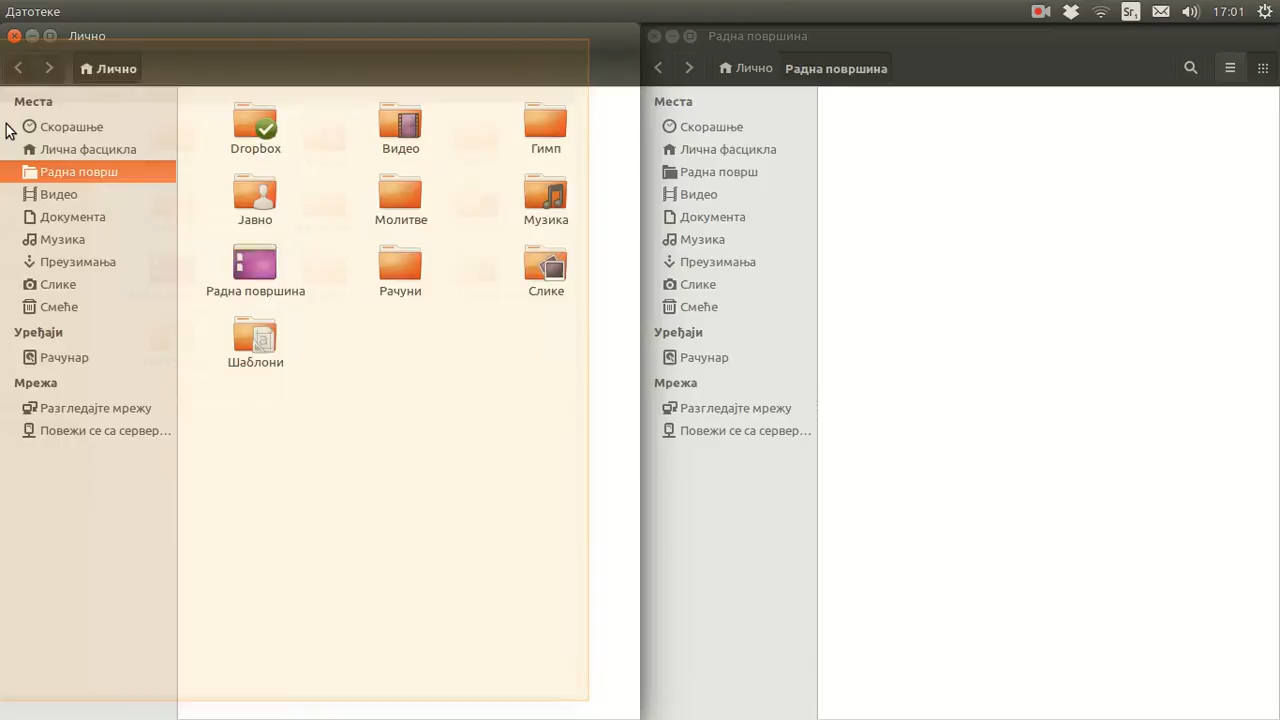 Датотеке
Sr₁
17:01
Лично
Лично
Места
Скорашње
Лична фасцикла
Радна површ
Видео
Документа
Музика
Преузимања
Слике
Смеће
Уређаји
Рачунар
Мрежа
Разгледајте мрежу
Повежи се са сервер...
Dropbox
Видео
Гимп
Јавно
Молитве
Музика
Радна површина
Рачуни
Слике
Шаблони
Радна површина
Лично
Радна површина
Места
Скорашње
Лична фасцикла
Радна површ
Видео
Документа
Музика
Преузимања
Слике
Смеће
Уређаји
Рачунар
Мрежа
Разгледајте мрежу
Повежи се са сервер...